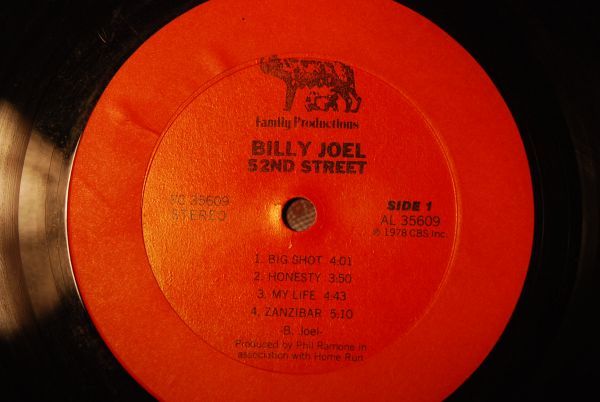 Family Productions
BILLY JOEL
52ND STREET
FC 35609
STEREO
SIDE 1
AL 35609
℗ 1978 CBS Inc.
1. BIG SHOT 4:01
2. HONESTY 3:50
3. MY LIFE 4:43
4. ZANZIBAR 5:10
-B. Joel-
Produced by Phil Ramone in
association with Home Run